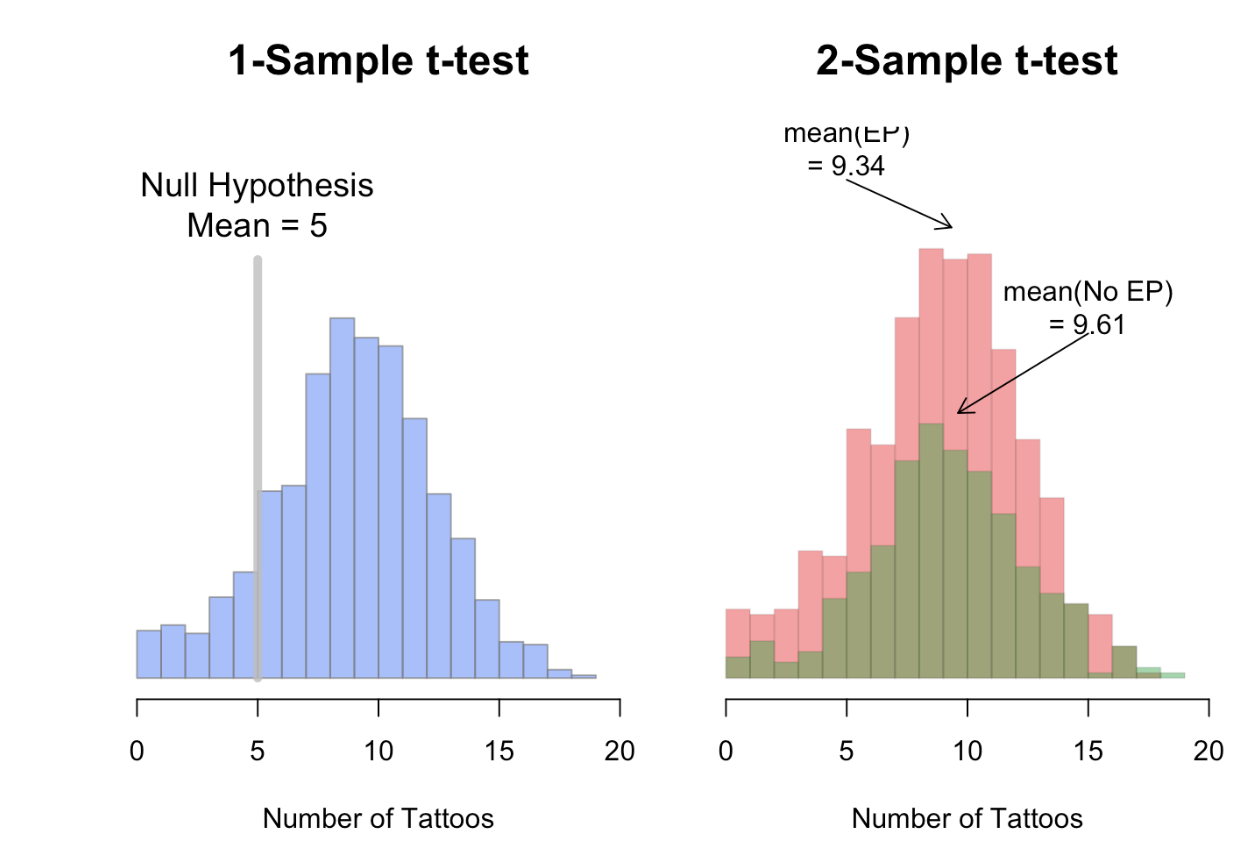 1-Sample t-test
Null Hypothesis
Mean = 5
0 5 10 15 20
Number of Tattoos
2-Sample t-test
mean(EP)
= 9.34
mean(No EP)
= 9.61
0 5 10 15 20
Number of Tattoos